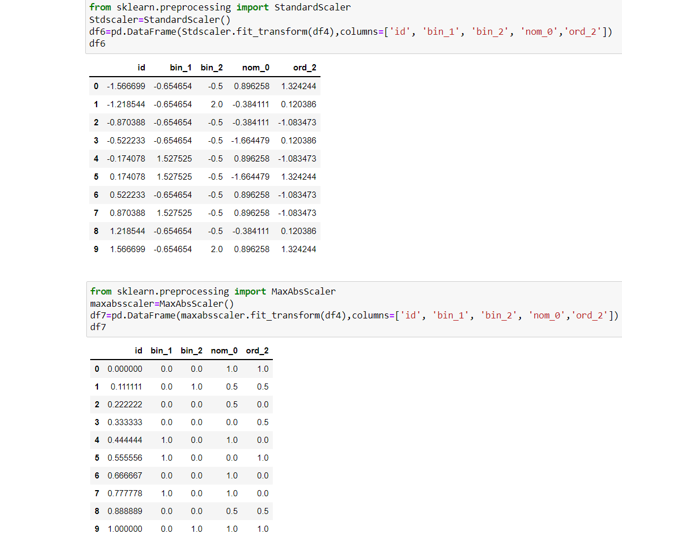 from sklearn.preprocessing import StandardScaler
Stdscaler=StandardScaler()
df6=pd.DataFrame(Stdscaler.fit_transform(df4),columns=['id', 'bin_1', 'bin_2', 'nom_0','ord_2'])
df6
id bin_1 bin_2 nom_0 ord_2
0 -1.566699 -0.654654 -0.5 0.896258 1.324244
1 -1.218544 -0.654654 2.0 -0.384111 0.120386
2 -0.870388 -0.654654 -0.5 -0.384111 -1.083473
3 -0.522233 -0.654654 -0.5 -1.664479 0.120386
4 -0.174078 1.527525 -0.5 0.896258 -1.083473
5 0.174078 1.527525 -0.5 -1.664479 1.324244
6 0.522233 -0.654654 -0.5 0.896258 -1.083473
7 0.870388 1.527525 -0.5 0.896258 -1.083473
8 1.218544 -0.654654 -0.5 -0.384111 0.120386
9 1.566699 -0.654654 2.0 0.896258 1.324244
from sklearn.preprocessing import MaxAbsScaler
maxabsscaler=MaxAbsScaler()
df7=pd.DataFrame(maxabsscaler.fit_transform(df4),columns=['id', 'bin_1', 'bin_2', 'nom_0','ord_2'])
df7
id bin_1 bin_2 nom_0 ord_2
0 0.000000 0.0 0.0 1.0 1.0
1 0.111111 0.0 1.0 0.5 0.5
2 0.222222 0.0 0.0 0.5 0.0
3 0.333333 0.0 0.0 0.0 0.5
4 0.444444 1.0 0.0 1.0 0.0
5 0.555556 1.0 0.0 0.0 1.0
6 0.666667 0.0 0.0 1.0 0.0
7 0.777778 1.0 0.0 1.0 0.0
8 0.888889 0.0 0.0 0.5 0.5
9 1.000000 0.0 1.0 1.0 1.0